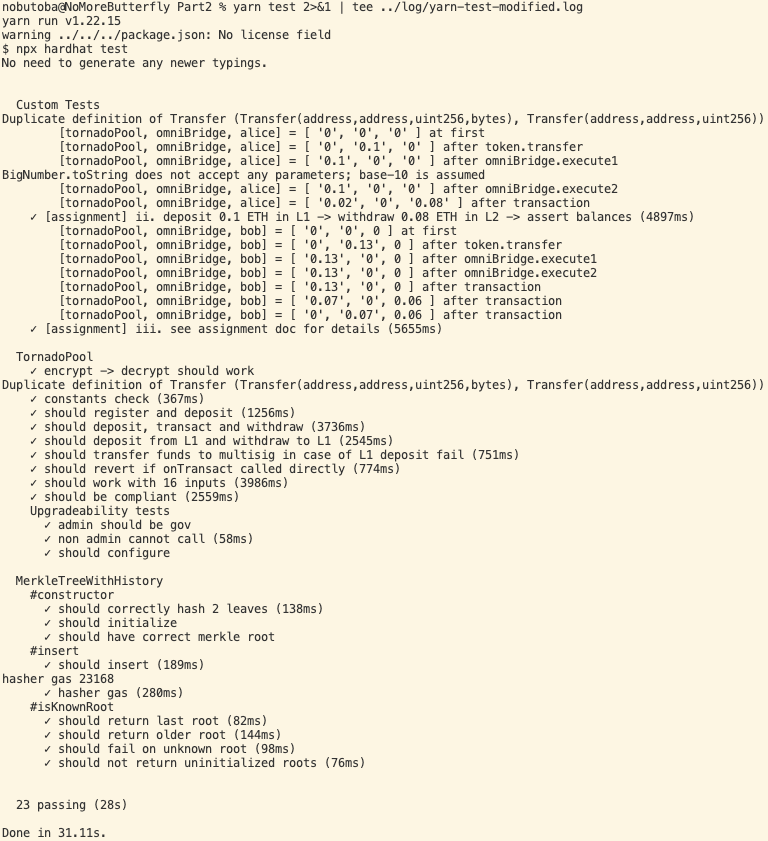 nobutoba@NoMoreButterfly Part2 % yarn test 2>&1 | tee ../log/yarn-test-modified.log
yarn run v1.22.15
warning ../../../package.json: No license field
$ npx hardhat test
No need to generate any newer typings.
Custom Tests
Duplicate definition of Transfer (Transfer(address,address,uint256,bytes), Transfer(address,address,uint256))
[tornadoPool, omniBridge, alice] = [ '0', '0', '0' ] at first
[tornadoPool, omniBridge, alice] = [ '0', '0.1', '0' ] after token.transfer
[tornadoPool, omniBridge, alice] = [ '0.1', '0', '0' ] after omniBridge.execute1
BigNumber.toString does not accept any parameters; base-10 is assumed
[tornadoPool, omniBridge, alice] = [ '0.1', '0', '0' ] after omniBridge.execute2
[tornadoPool, omniBridge, alice] = [ '0.02', '0', '0.08' ] after transaction
✓ [assignment] ii. deposit 0.1 ETH in L1 -> withdraw 0.08 ETH in L2 -> assert balances (4897ms)
[tornadoPool, omniBridge, bob] = [ '0', '0', 0 ] at first
[tornadoPool, omniBridge, bob] = [ '0', '0.13', 0 ] after token.transfer
[tornadoPool, omniBridge, bob] = [ '0.13', '0', 0 ] after omniBridge.execute1
[tornadoPool, omniBridge, bob] = [ '0.13', '0', 0 ] after omniBridge.execute2
[tornadoPool, omniBridge, bob] = [ '0.13', '0', 0 ] after transaction
[tornadoPool, omniBridge, bob] = [ '0.07', '0', 0.06 ] after transaction
[tornadoPool, omniBridge, bob] = [ '0', '0.07', 0.06 ] after transaction
✓ [assignment] iii. see assignment doc for details (5655ms)
TornadoPool
✓ encrypt -> decrypt should work
Duplicate definition of Transfer (Transfer(address,address,uint256,bytes), Transfer(address,address,uint256))
✓ constants check (367ms)
✓ should register and deposit (1256ms)
✓ should deposit, transact and withdraw (3736ms)
✓ should deposit from L1 and withdraw to L1 (2545ms)
✓ should transfer funds to multisig in case of L1 deposit fail (751ms)
✓ should revert if onTransact called directly (774ms)
✓ should work with 16 inputs (3986ms)
✓ should be compliant (2559ms)
Upgradeability tests
✓ admin should be gov
✓ non admin cannot call (58ms)
✓ should configure
MerkleTreeWithHistory
#constructor
✓ should correctly hash 2 leaves (138ms)
✓ should initialize
✓ should have correct merkle root
#insert
✓ should insert (189ms)
hasher gas 23168
✓ hasher gas (280ms)
#isKnownRoot
✓ should return last root (82ms)
✓ should return older root (144ms)
✓ should fail on unknown root (98ms)
✓ should not return uninitialized roots (76ms)
23 passing (28s)
Done in 31.11s.